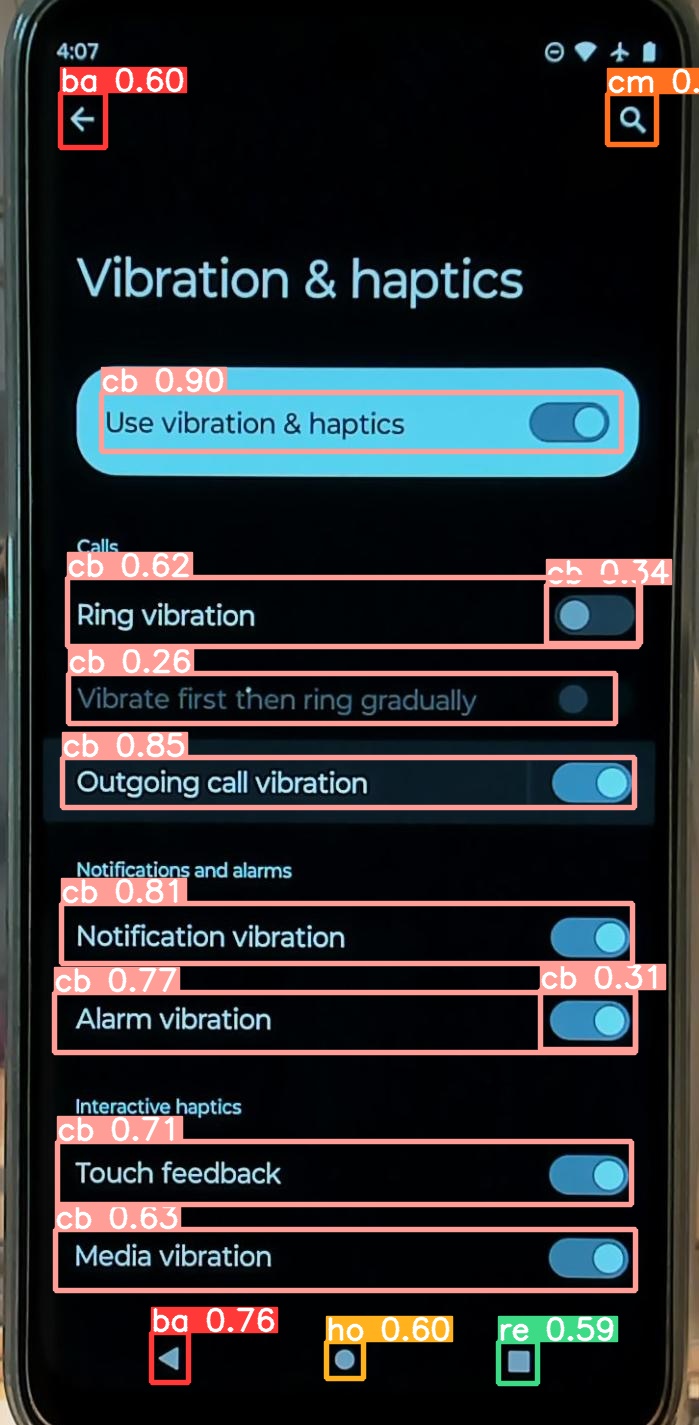 4:07
ba 0.60
cm 0.
Vibration & haptics
cb 0.90
Use vibration & haptics
Calls
cb 0.62
cb 0.34
Ring vibration
cb 0.26
Vibrate first then ring gradually
cb 0.85
Outgoing call vibration
Notifications and alarms
cb 0.81
Notification vibration
cb 0.77
cb 0.31
Alarm vibration
Interactive haptics
cb 0.71
Touch feedback
cb 0.63
Media vibration
ba 0.76
ho 0.60
re 0.59